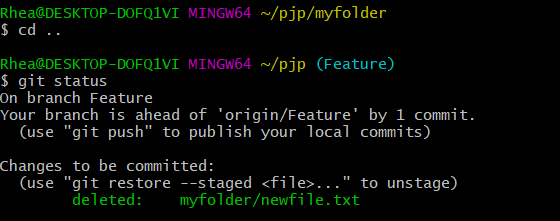 Rhea@DESKTOP-DOFQ1VI MINGW64 ~/pjp/myfolder
$ cd ..
Rhea@DESKTOP-DOFQ1VI MINGW64 ~/pjp (Feature)
$ git status
On branch Feature
Your branch is ahead of 'origin/Feature' by 1 commit.
  (use "git push" to publish your local commits)
Changes to be committed:
  (use "git restore --staged <file>..." to unstage)
        deleted:    myfolder/newfile.txt